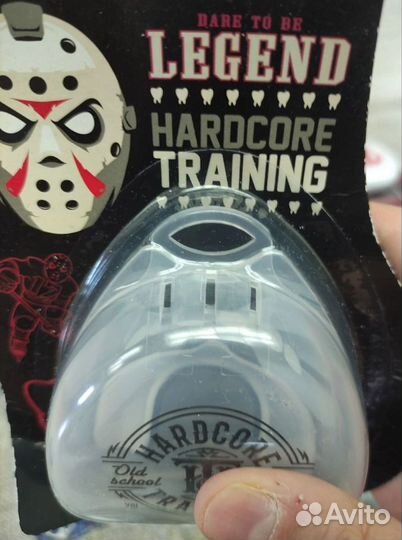 DARE TO BE
LEGEND
HARDCORE
TRAINING
HARDCORE
Old school
Avito